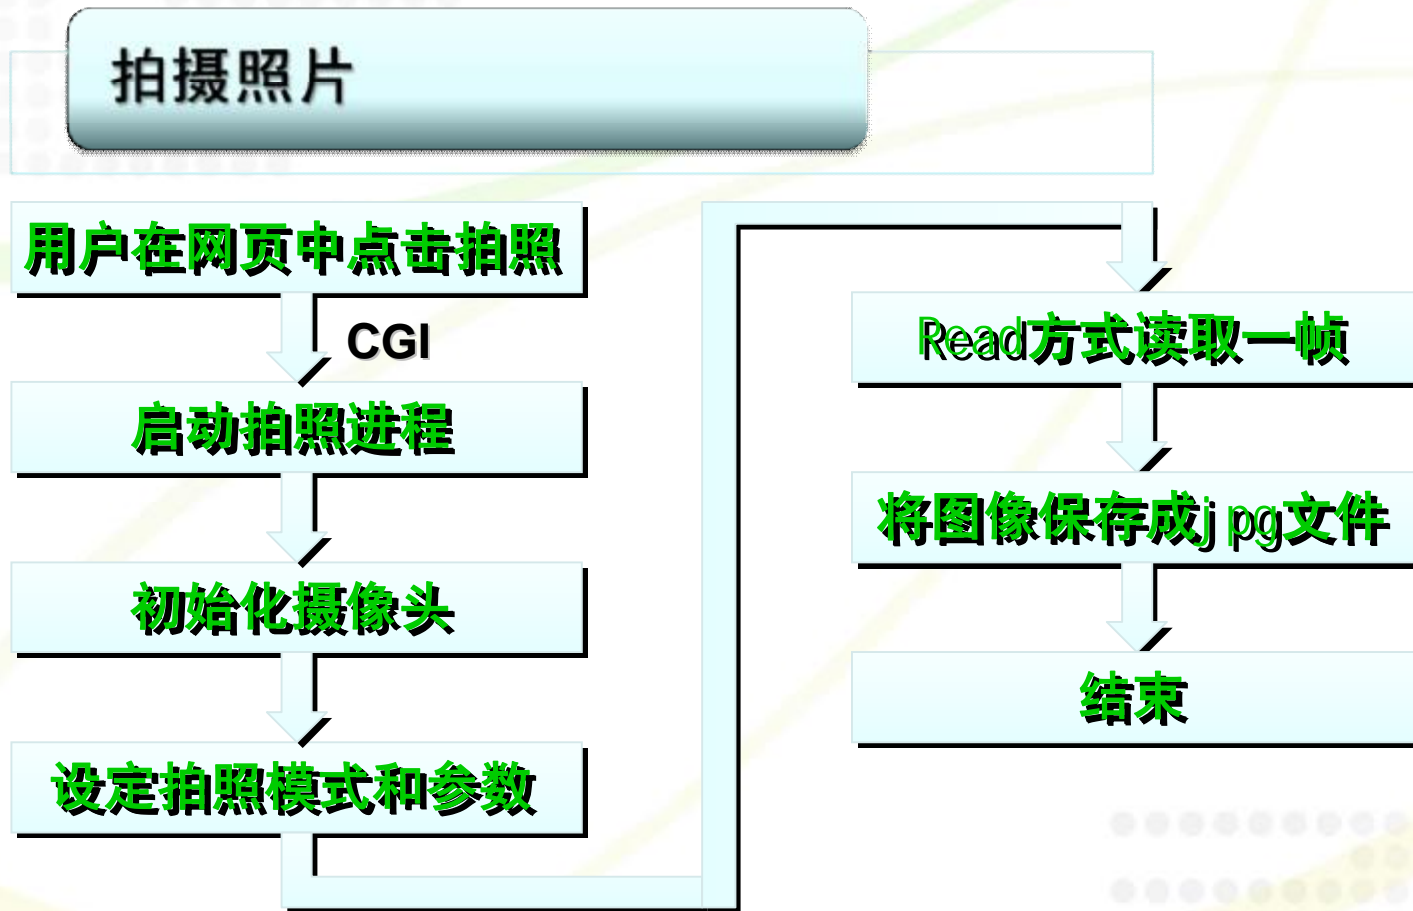 拍摄照片
用户在网页中点击拍照
CGI
启动拍照进程
初始化摄像头
设定拍照模式和参数
Read方式读取一帧
将图像保存成jpg文件
结束